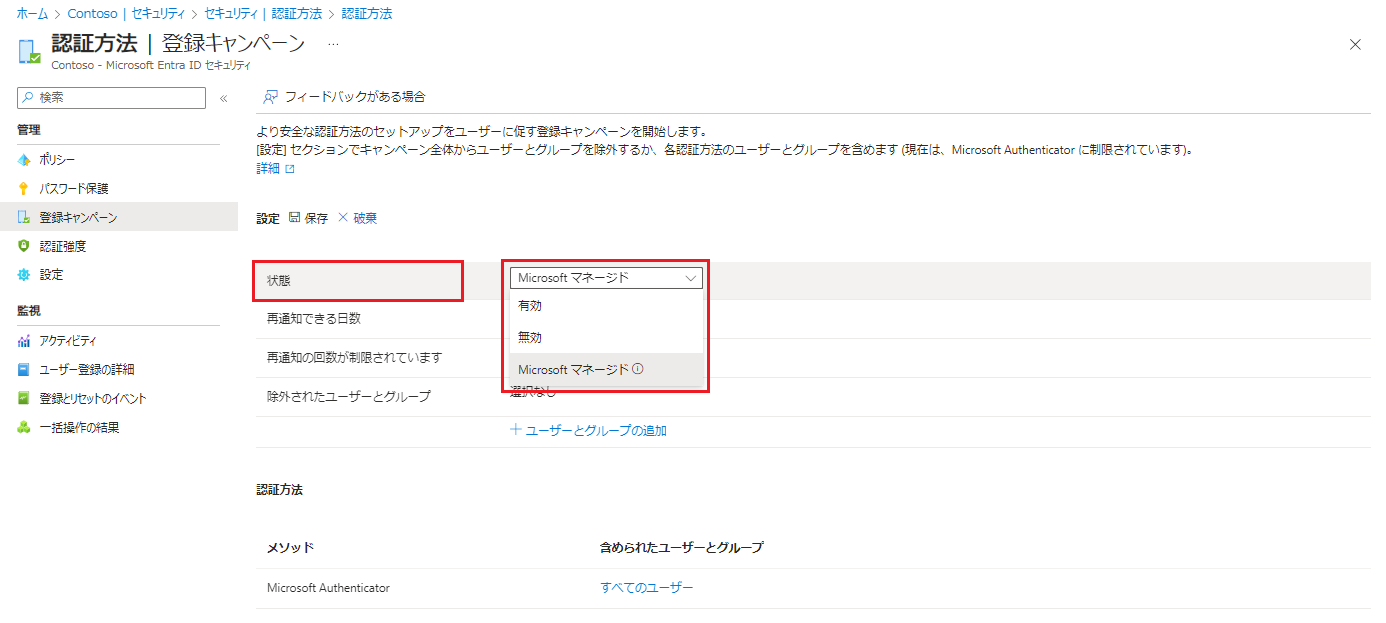 ホーム > Contoso | セキュリティ > セキュリティ | 認証方法 > 認証方法
認証方法 | 登録キャンペーン ...
Contoso - Microsoft Entra ID セキュリティ
検索 «
管理
ポリシー
パスワード保護
登録キャンペーン
認証強度
設定
監視
アクティビティ
ユーザー登録の詳細
登録とリセットのイベント
一括操作の結果
フィードバックがある場合
より安全な認証方法のセットアップをユーザーに促す登録キャンペーンを開始します。
[設定] セクションでキャンペーン全体からユーザーとグループを除外するか、各認証方法のユーザーとグループを含めます (現在は、Microsoft Authenticator に制限されています)。
詳細
設定 保存 × 破棄
状態 Microsoft マネージド
有効
再通知できる日数
無効
再通知の回数が制限されています
Microsoft マネージド
除外されたユーザーとグループ 選択なし
+ ユーザーとグループの追加
認証方法
メソッド 含められたユーザーとグループ
Microsoft Authenticator すべてのユーザー